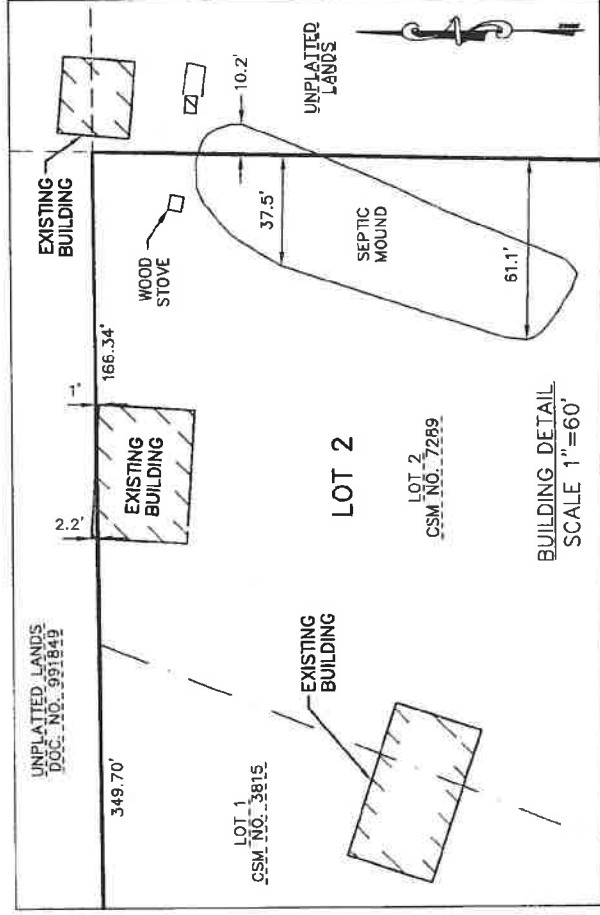 EXISTING
BUILDING
UNPLATTED
LANDS
10.2'
WOOD
STOVE
37.5'
SEPTIC
MOUND
61.1'
166.34'
1'
2.2'
EXISTING
BUILDING
UNPLATTED LANDS
DOC. NO. 991849
349.70'
LOT 1
CSM NO. 3815
EXISTING
BUILDING
LOT 2
LOT 2
CSM NO. 7289
BUILDING DETAIL
SCALE 1"=60'